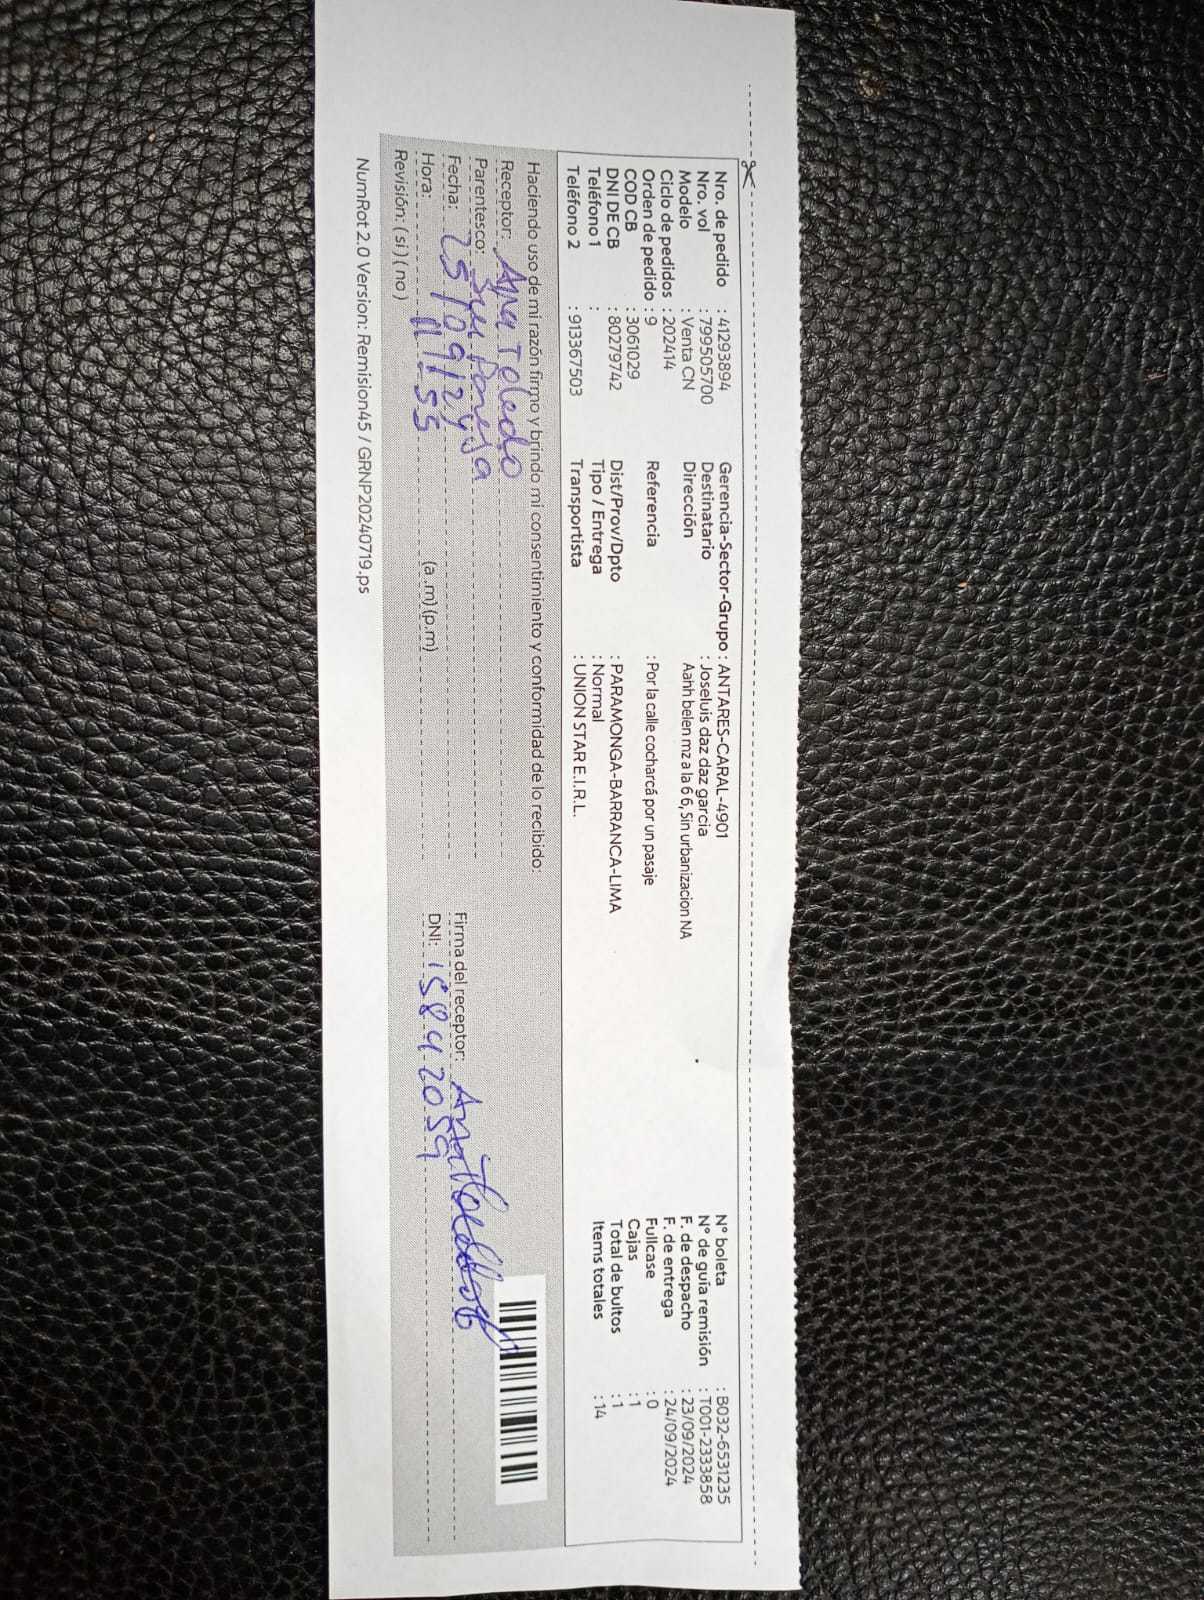 Nro. de pedido : 41293894
Nro. vol : 799505700
Modelo : Venta CN
Ciclo de pedidos : 202414
Orden de pedido : 9
COD CB : 3061029
DNI DE CB : 80279742
Teléfono 1 :
Teléfono 2 : 913367503
Gerencia-Sector-Grupo : ANTARES-CARAL-4901
Destinatario : Joseluis daz daz garcia
Dirección Aahh belen mz a la 6 6, Sin urbanizacion NA
Referencia : Por la calle cocharcá por un pasaje
Dist/Prov/Dpto : PARAMONGA-BARRANCA-LIMA
Tipo / Entrega : Normal
Transportista : UNION STAR E.I.R.L.
N° boleta : B032-6531235
N° de guía remisión : T001-2333858
F. de despacho : 23/09/2024
F. de entrega : 24/09/2024
Fullcase : 0
Cajas : 1
Total de bultos : 1
Items totales : 14
Haciendo uso de mi razón firmo y brindo mi consentimiento y conformidad de lo recibido:
Receptor: Ana Toledo
Parentesco:
Fecha: 25/09/24
Hora: 11:55 (a.m) (p.m)
Revisión: (si) (no)
Firma del receptor: Ana Toledo
DNI: 15842059
NumRot 2.0 Version: Remision45 / GRNP20240719.ps